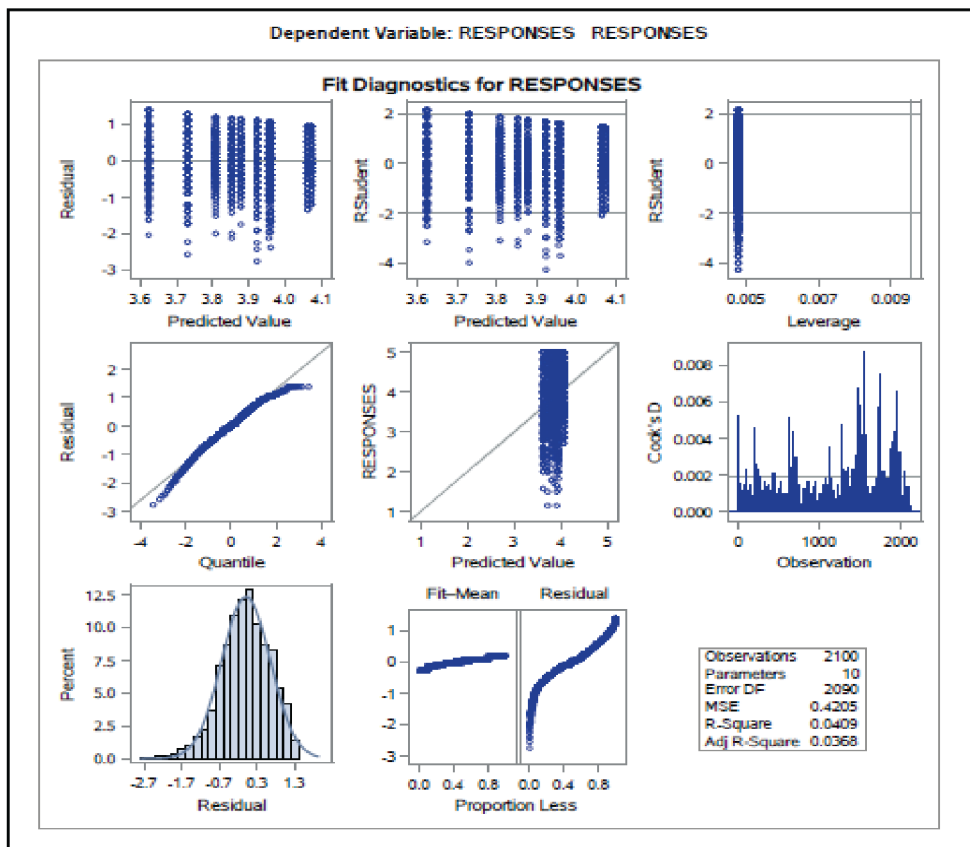 Dependent Variable: RESPONSES RESPONSES
Fit Diagnostics for RESPONSES
Residual
1
0
-1
-2
-3
3.6 3.7 3.8 3.9 4.0 4.1
Predicted Value
RStudent
2
0
-2
-4
3.6 3.7 3.8 3.9 4.0 4.1
Predicted Value
RStudent
2
0
-2
-4
0.005 0.007 0.009
Leverage
Residual
2
1
0
-1
-2
-3
-4 -2 0 2 4
Quantile
RESPONSES
5
4
3
2
1
1 2 3 4 5
Predicted Value
Cook's D
0.008
0.006
0.004
0.002
0.000
0 1000 2000
Observation
Percent
12.5
10.0
7.5
5.0
2.5
0.0
-2.7 -1.7 -0.7 0.3 1.3
Residual
Fit–Mean Residual
1
0
-1
-2
-3
0.0 0.4 0.8 0.0 0.4 0.8
Proportion Less
Observations 2100
Parameters 10
Error DF 2090
MSE 0.4205
R-Square 0.0409
Adj R-Square 0.0368